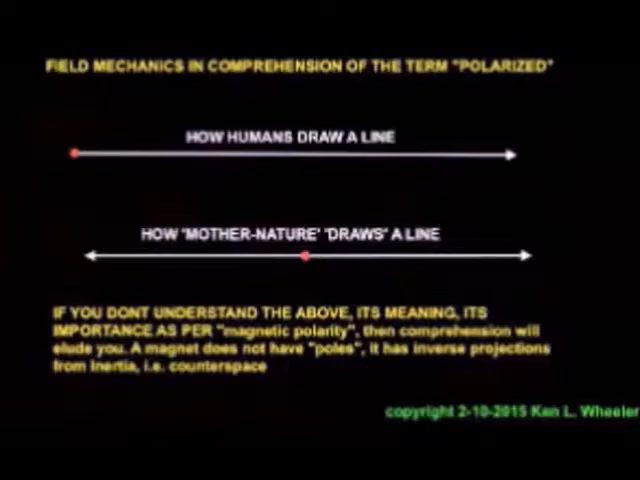 FIELD MECHANICS IN COMPREHENSION OF THE TERM "POLARIZED"
HOW HUMANS DRAW A LINE
HOW 'MOTHER-NATURE' 'DRAWS' A LINE
IF YOU DONT UNDERSTAND THE ABOVE, ITS MEANING, ITS
IMPORTANCE AS PER "magnetic polarity", then comprehension will
elude you. A magnet does not have "poles", it has inverse projections
from Inertia, i.e. counterspace
copyright 2-10-2015 Ken L. Wheeler